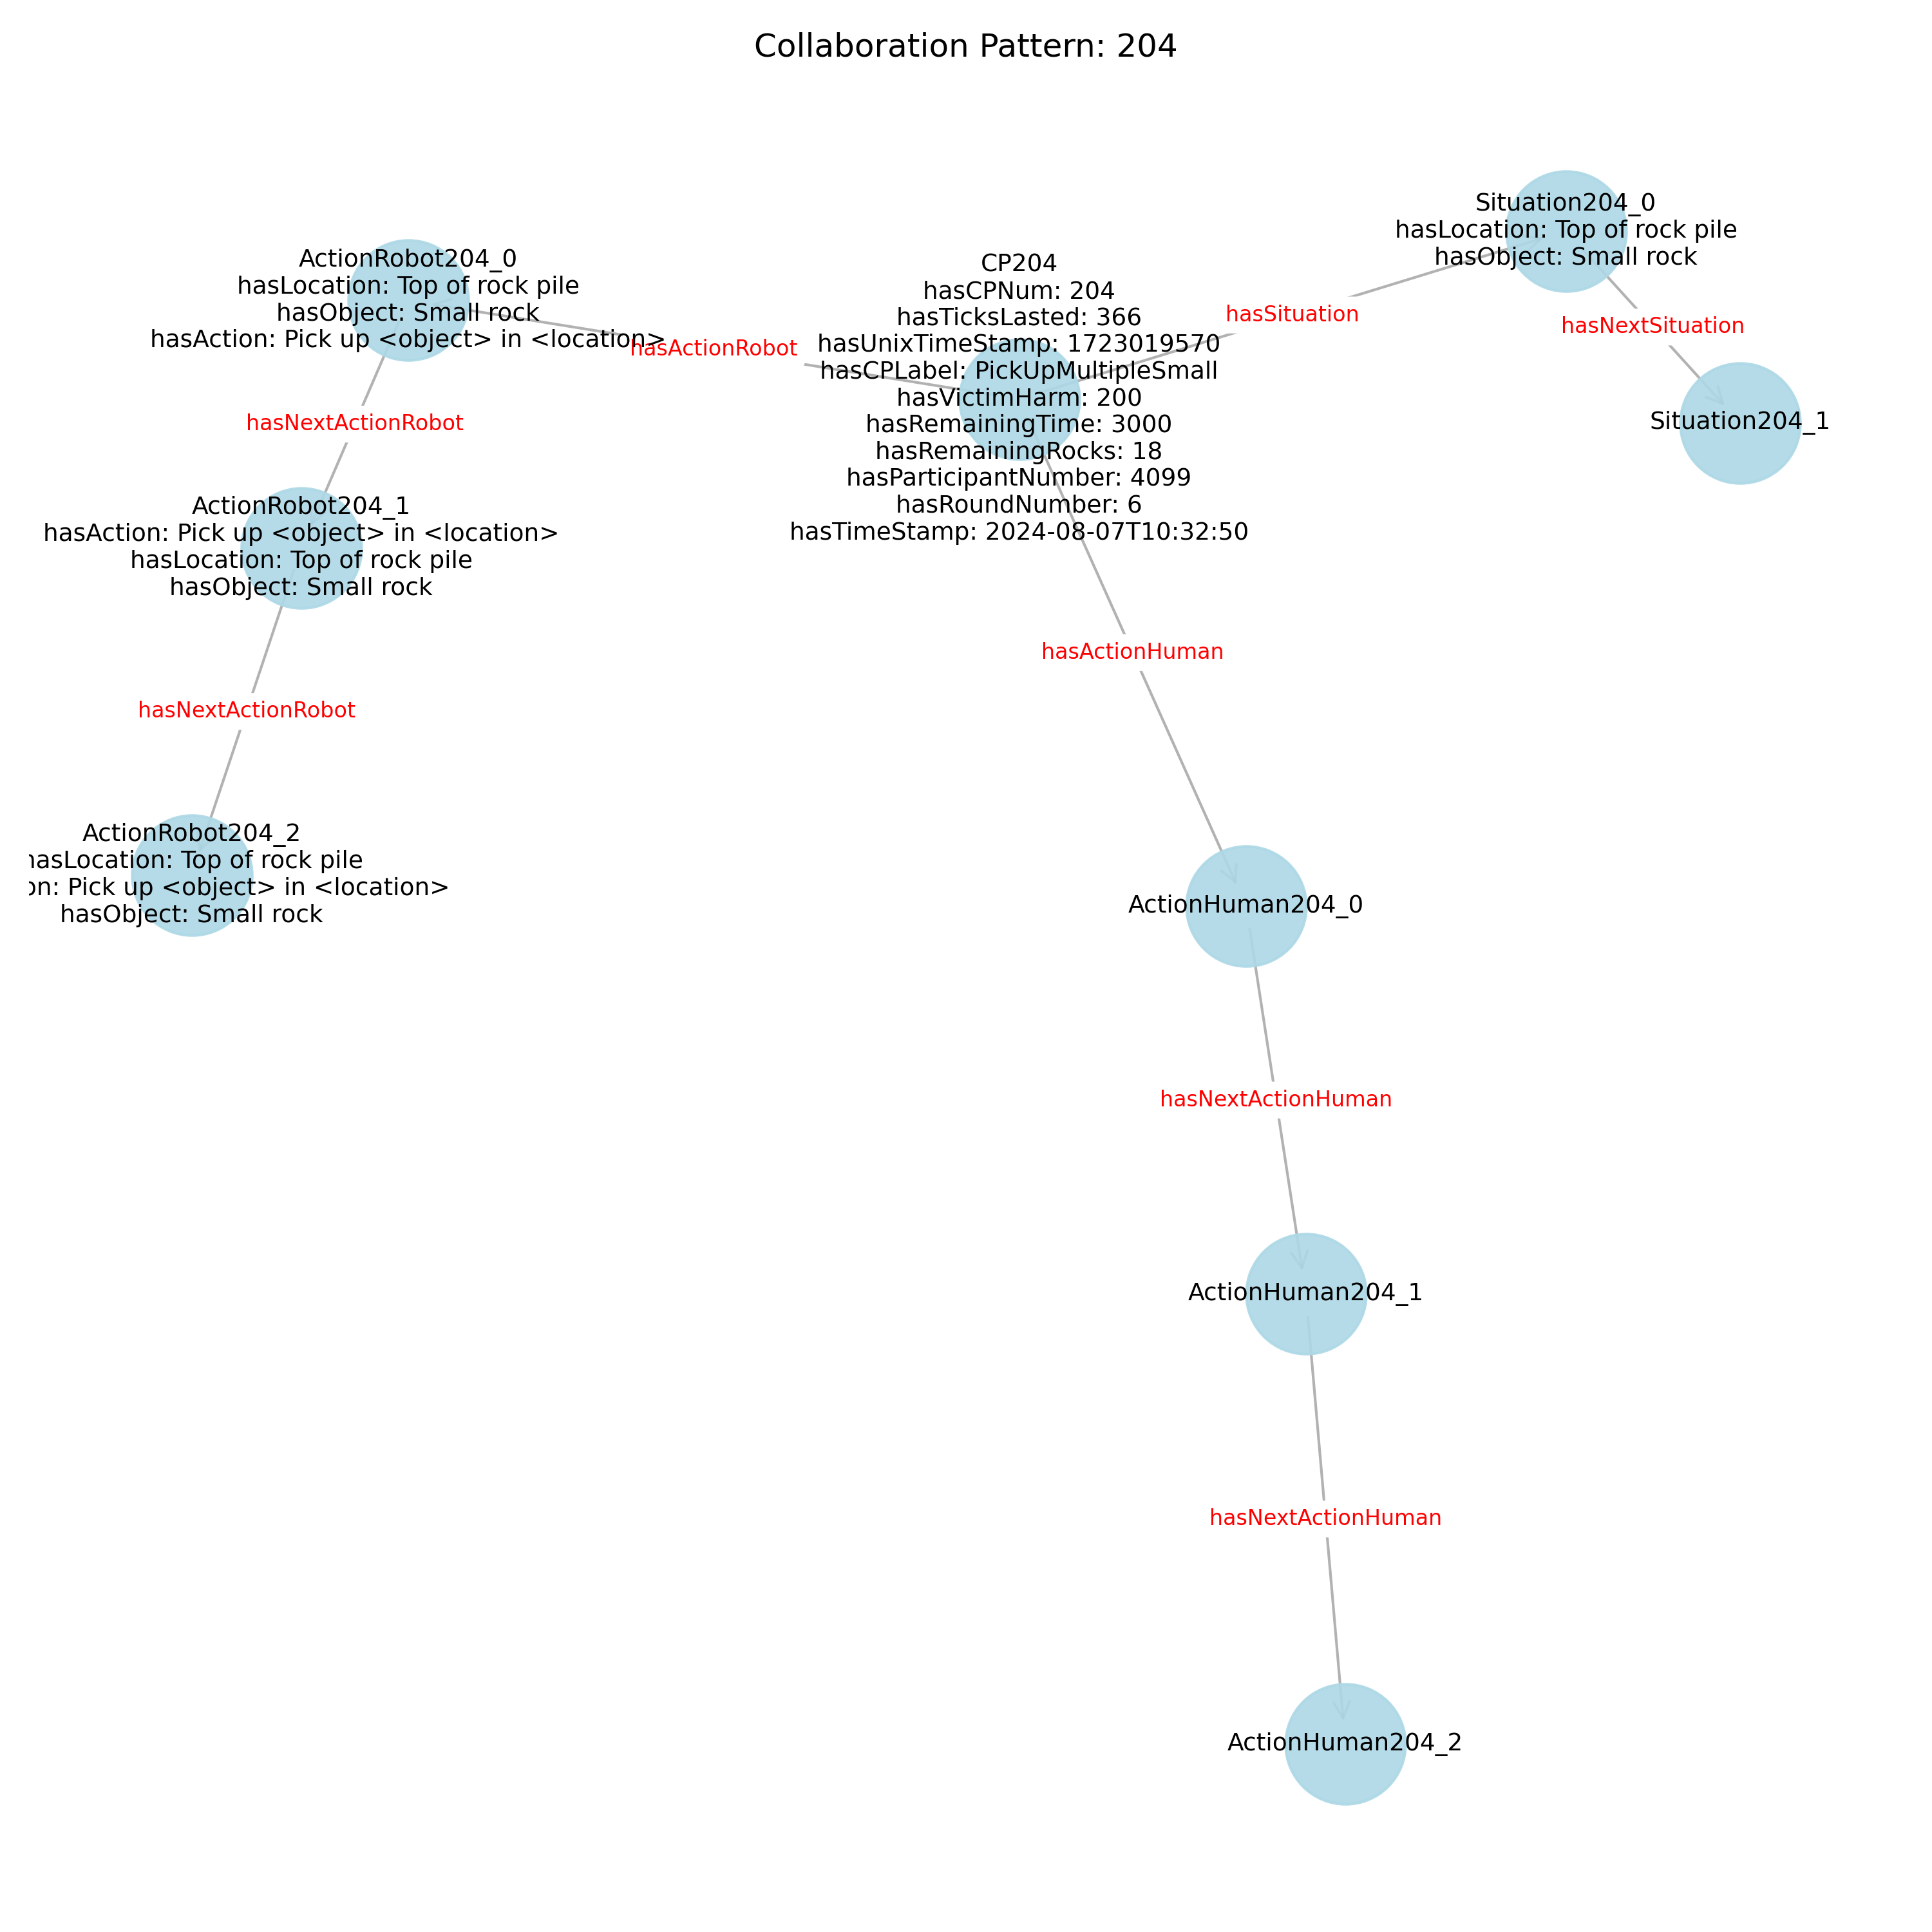 Collaboration Pattern: 204
Situation204_0
hasLocation: Top of rock pile
hasObject: Small rock
hasSituation
hasNextSituation
Situation204_1
ActionRobot204_0
hasLocation: Top of rock pile
hasObject: Small rock
hasAction: Pick up <object> in <location>
hasActionRobot
CP204
hasCPNum: 204
hasTicksLasted: 366
hasUnixTimeStamp: 1723019570
hasCPLabel: PickUpMultipleSmall
hasVictimHarm: 200
hasRemainingTime: 3000
hasRemainingRocks: 18
hasParticipantNumber: 4099
hasRoundNumber: 6
hasTimeStamp: 2024-08-07T10:32:50
hasNextActionRobot
ActionRobot204_1
hasAction: Pick up <object> in <location>
hasLocation: Top of rock pile
hasObject: Small rock
hasNextActionRobot
ActionRobot204_2
hasLocation: Top of rock pile
on: Pick up <object> in <location>
hasObject: Small rock
hasActionHuman
ActionHuman204_0
hasNextActionHuman
ActionHuman204_1
hasNextActionHuman
ActionHuman204_2